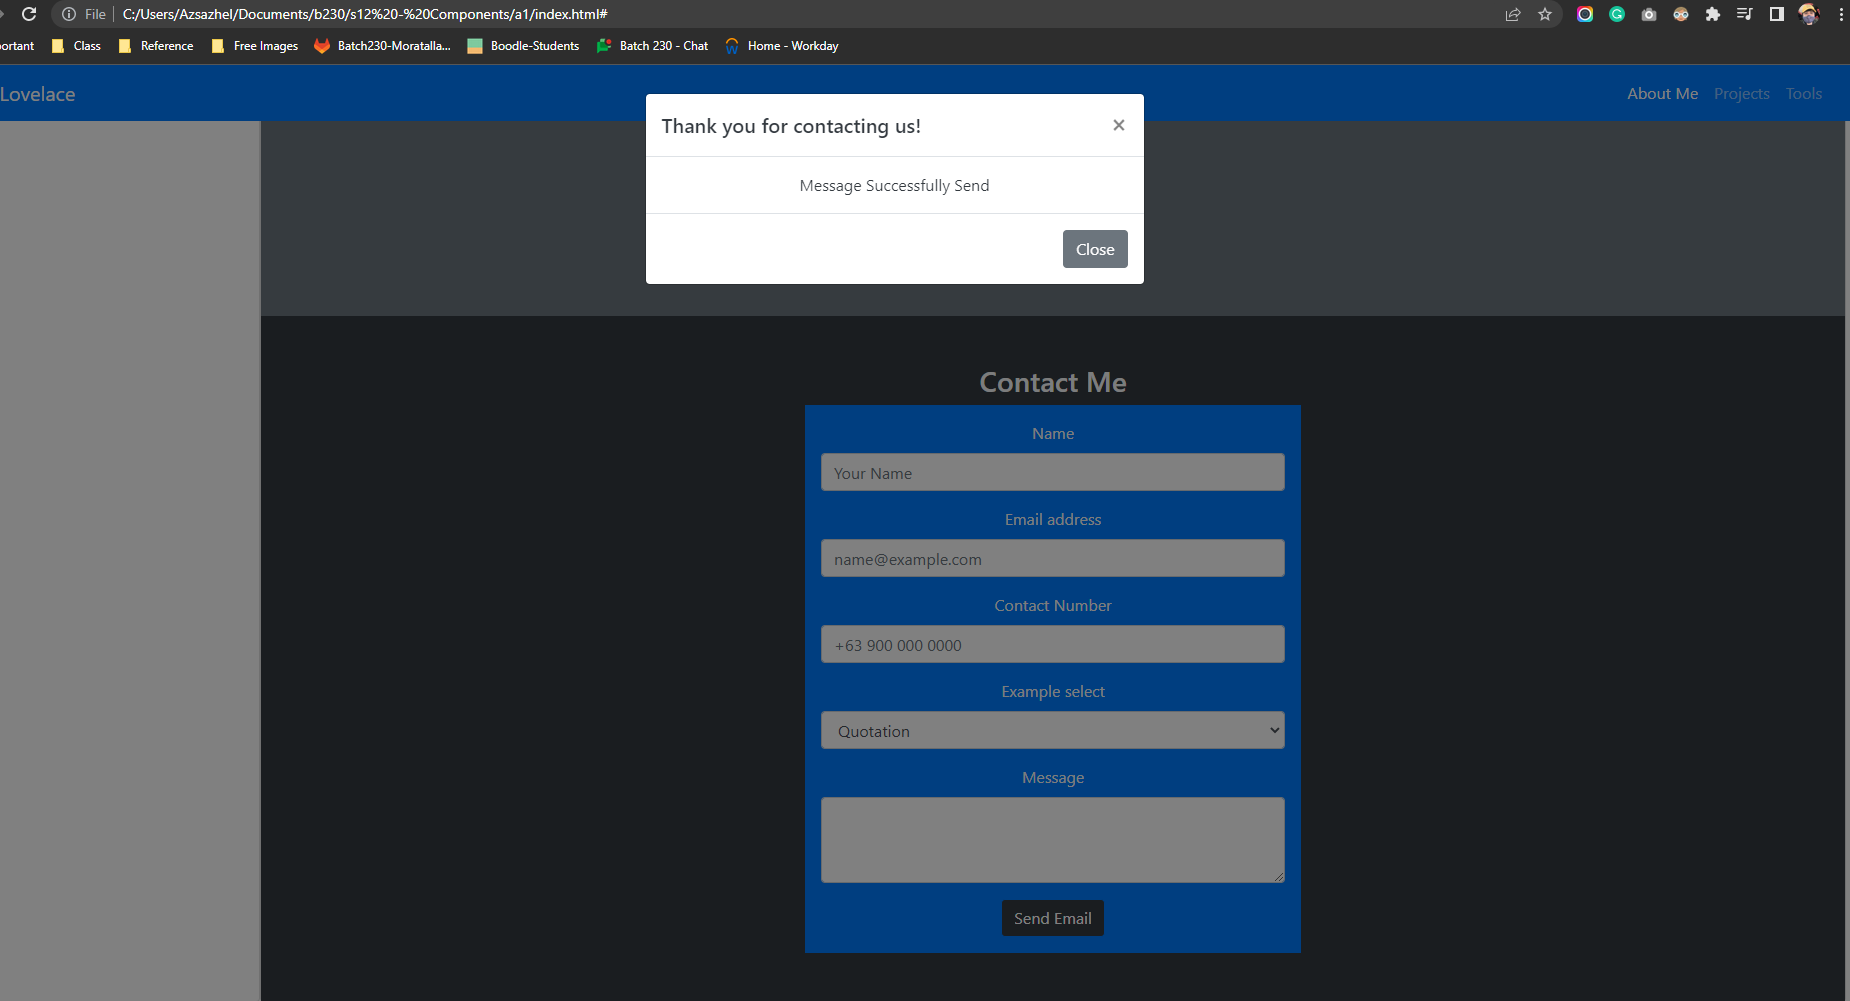 File C:/Users/Azsazhel/Documents/b230/s12%20-%20Components/a1/index.html#
portant Class Reference Free Images Batch230-Moratalla... Boodle-Students Batch 230 - Chat Home - Workday
Lovelace About Me Projects Tools
Thank you for contacting us! ×
Message Successfully Send
Close
Contact Me
Name
Your Name
Email address
name@example.com
Contact Number
+63 900 000 0000
Example select
Quotation
Message
Send Email